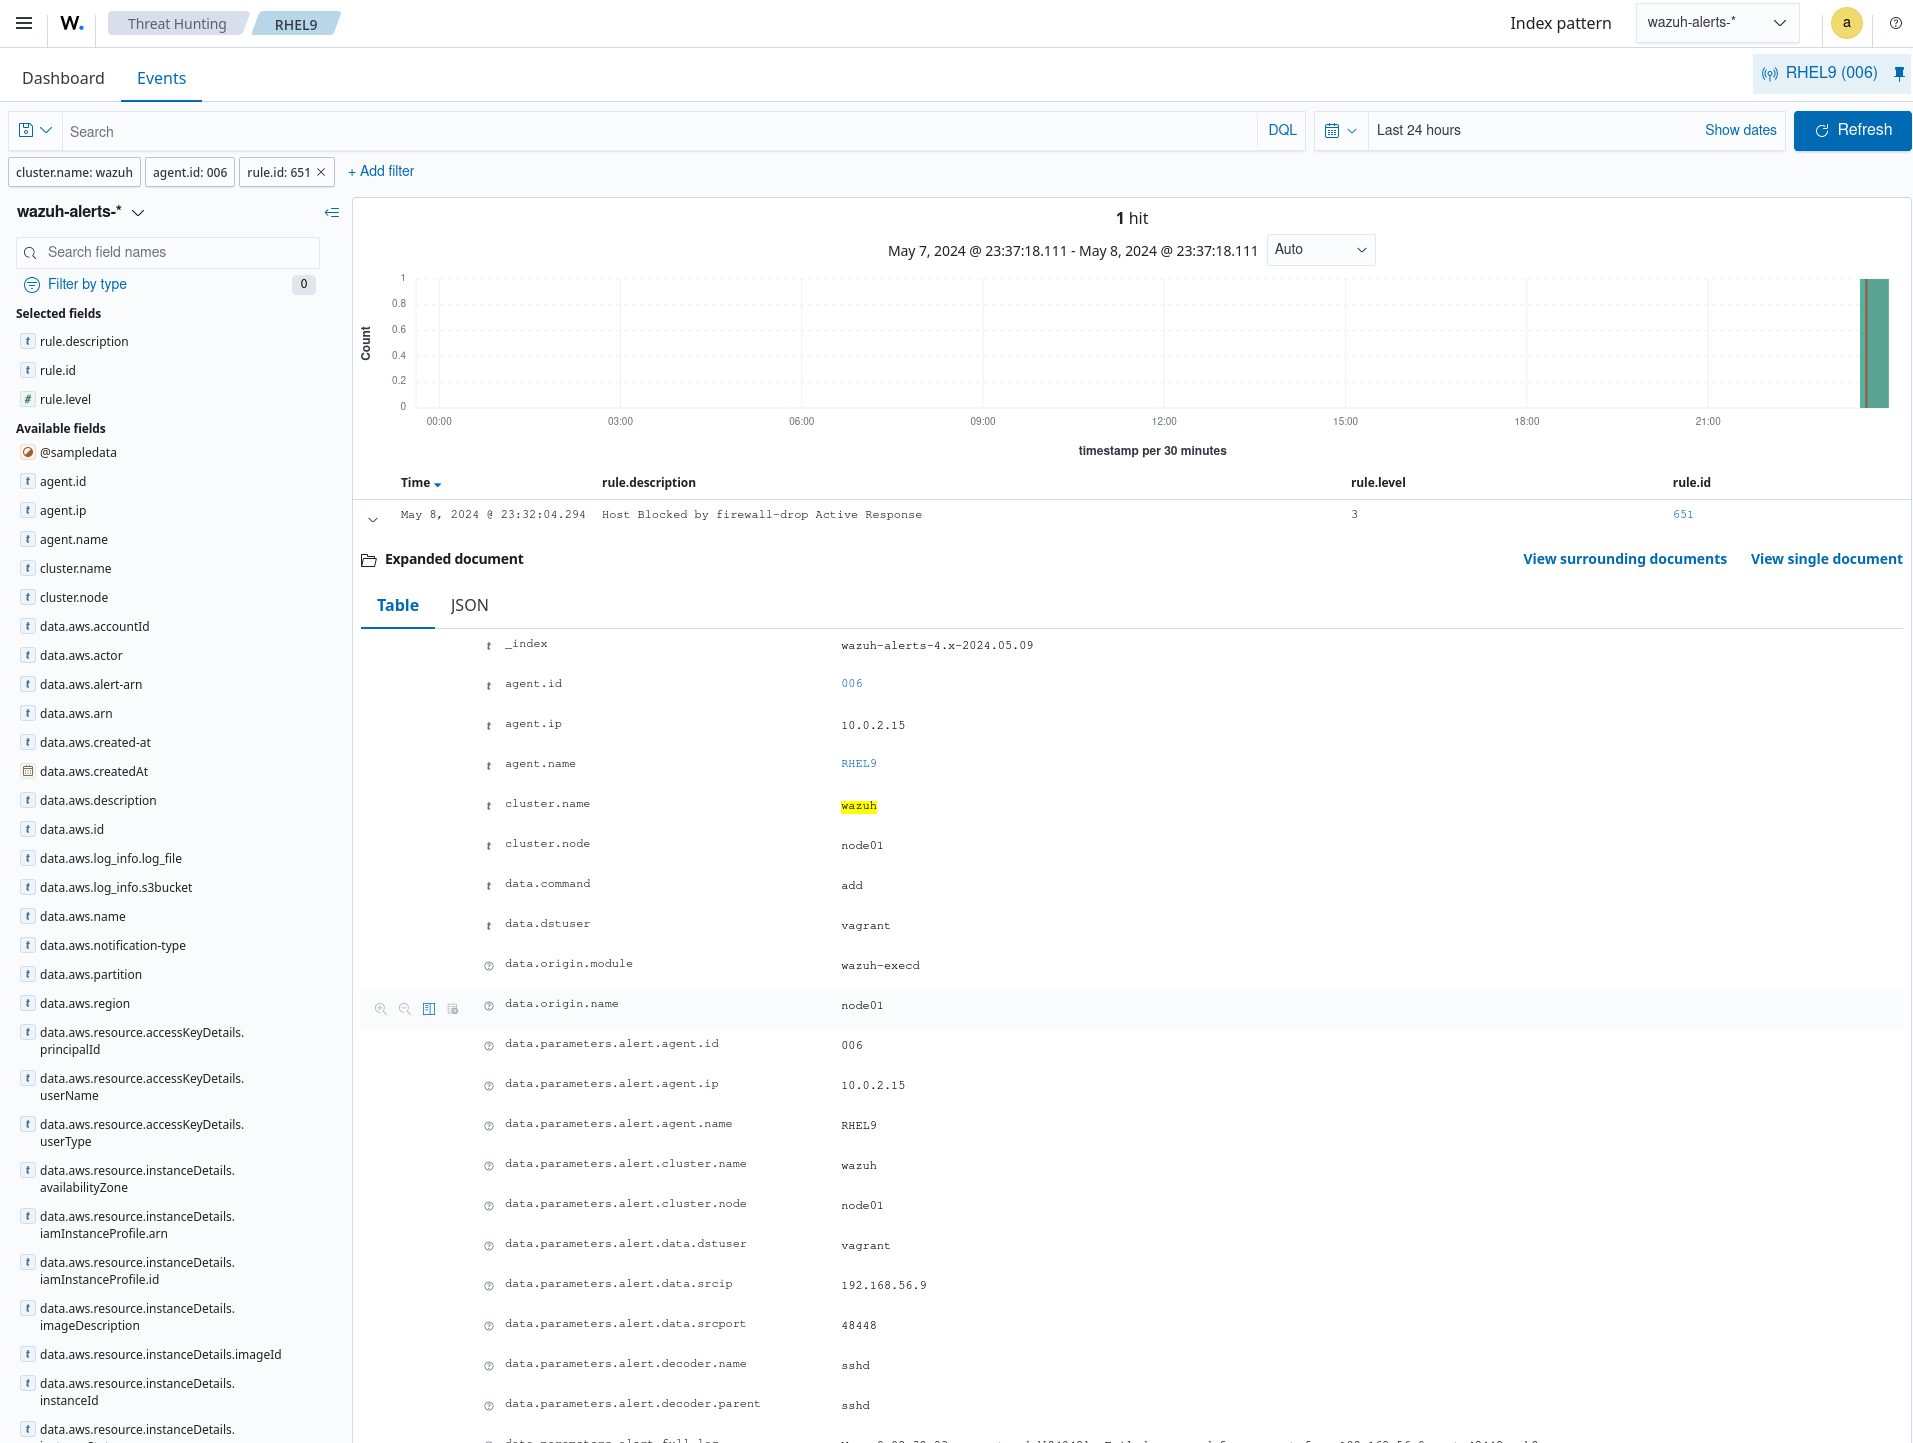 W.
Threat Hunting
RHEL9
Index pattern
wazuh-alerts-*
a
Dashboard
Events
RHEL9 (006)
Search
DQL
Last 24 hours
Show dates
Refresh
cluster.name: wazuh
agent.id: 006
rule.id: 651
+ Add filter
wazuh-alerts-*
Search field names
Filter by type
0
Selected fields
t rule.description
t rule.id
# rule.level
Available fields
@sampledata
t agent.id
t agent.ip
t agent.name
t cluster.name
t cluster.node
t data.aws.accountId
t data.aws.actor
t data.aws.alert-arn
t data.aws.arn
t data.aws.created-at
data.aws.createdAt
t data.aws.description
t data.aws.id
t data.aws.log_info.log_file
t data.aws.log_info.s3bucket
t data.aws.name
t data.aws.notification-type
t data.aws.partition
t data.aws.region
t data.aws.resource.accessKeyDetails.
principalId
t data.aws.resource.accessKeyDetails.
userName
t data.aws.resource.accessKeyDetails.
userType
t data.aws.resource.instanceDetails.
availabilityZone
t data.aws.resource.instanceDetails.
iamInstanceProfile.arn
t data.aws.resource.instanceDetails.
iamInstanceProfile.id
t data.aws.resource.instanceDetails.
imageDescription
t data.aws.resource.instanceDetails.imageId
t data.aws.resource.instanceDetails.
instanceId
t data.aws.resource.instanceDetails.
1 hit
May 7, 2024 @ 23:37:18.111 - May 8, 2024 @ 23:37:18.111
Auto
Count
1
0.8
0.6
0.4
0.2
0
00:00
03:00
06:00
09:00
12:00
15:00
18:00
21:00
timestamp per 30 minutes
Time
rule.description
rule.level
rule.id
May 8, 2024 @ 23:32:04.294
Host Blocked by firewall-drop Active Response
3
651
Expanded document
View surrounding documents
View single document
Table
JSON
t _index wazuh-alerts-4.x-2024.05.09
t agent.id 006
t agent.ip 10.0.2.15
t agent.name RHEL9
t cluster.name wazuh
t cluster.node node01
t data.command add
t data.dstuser vagrant
data.origin.module wazuh-execd
data.origin.name node01
data.parameters.alert.agent.id 006
data.parameters.alert.agent.ip 10.0.2.15
data.parameters.alert.agent.name RHEL9
data.parameters.alert.cluster.name wazuh
data.parameters.alert.cluster.node node01
data.parameters.alert.data.dstuser vagrant
data.parameters.alert.data.srcip 192.168.56.9
data.parameters.alert.data.srcport 48448
data.parameters.alert.decoder.name sshd
data.parameters.alert.decoder.parent sshd